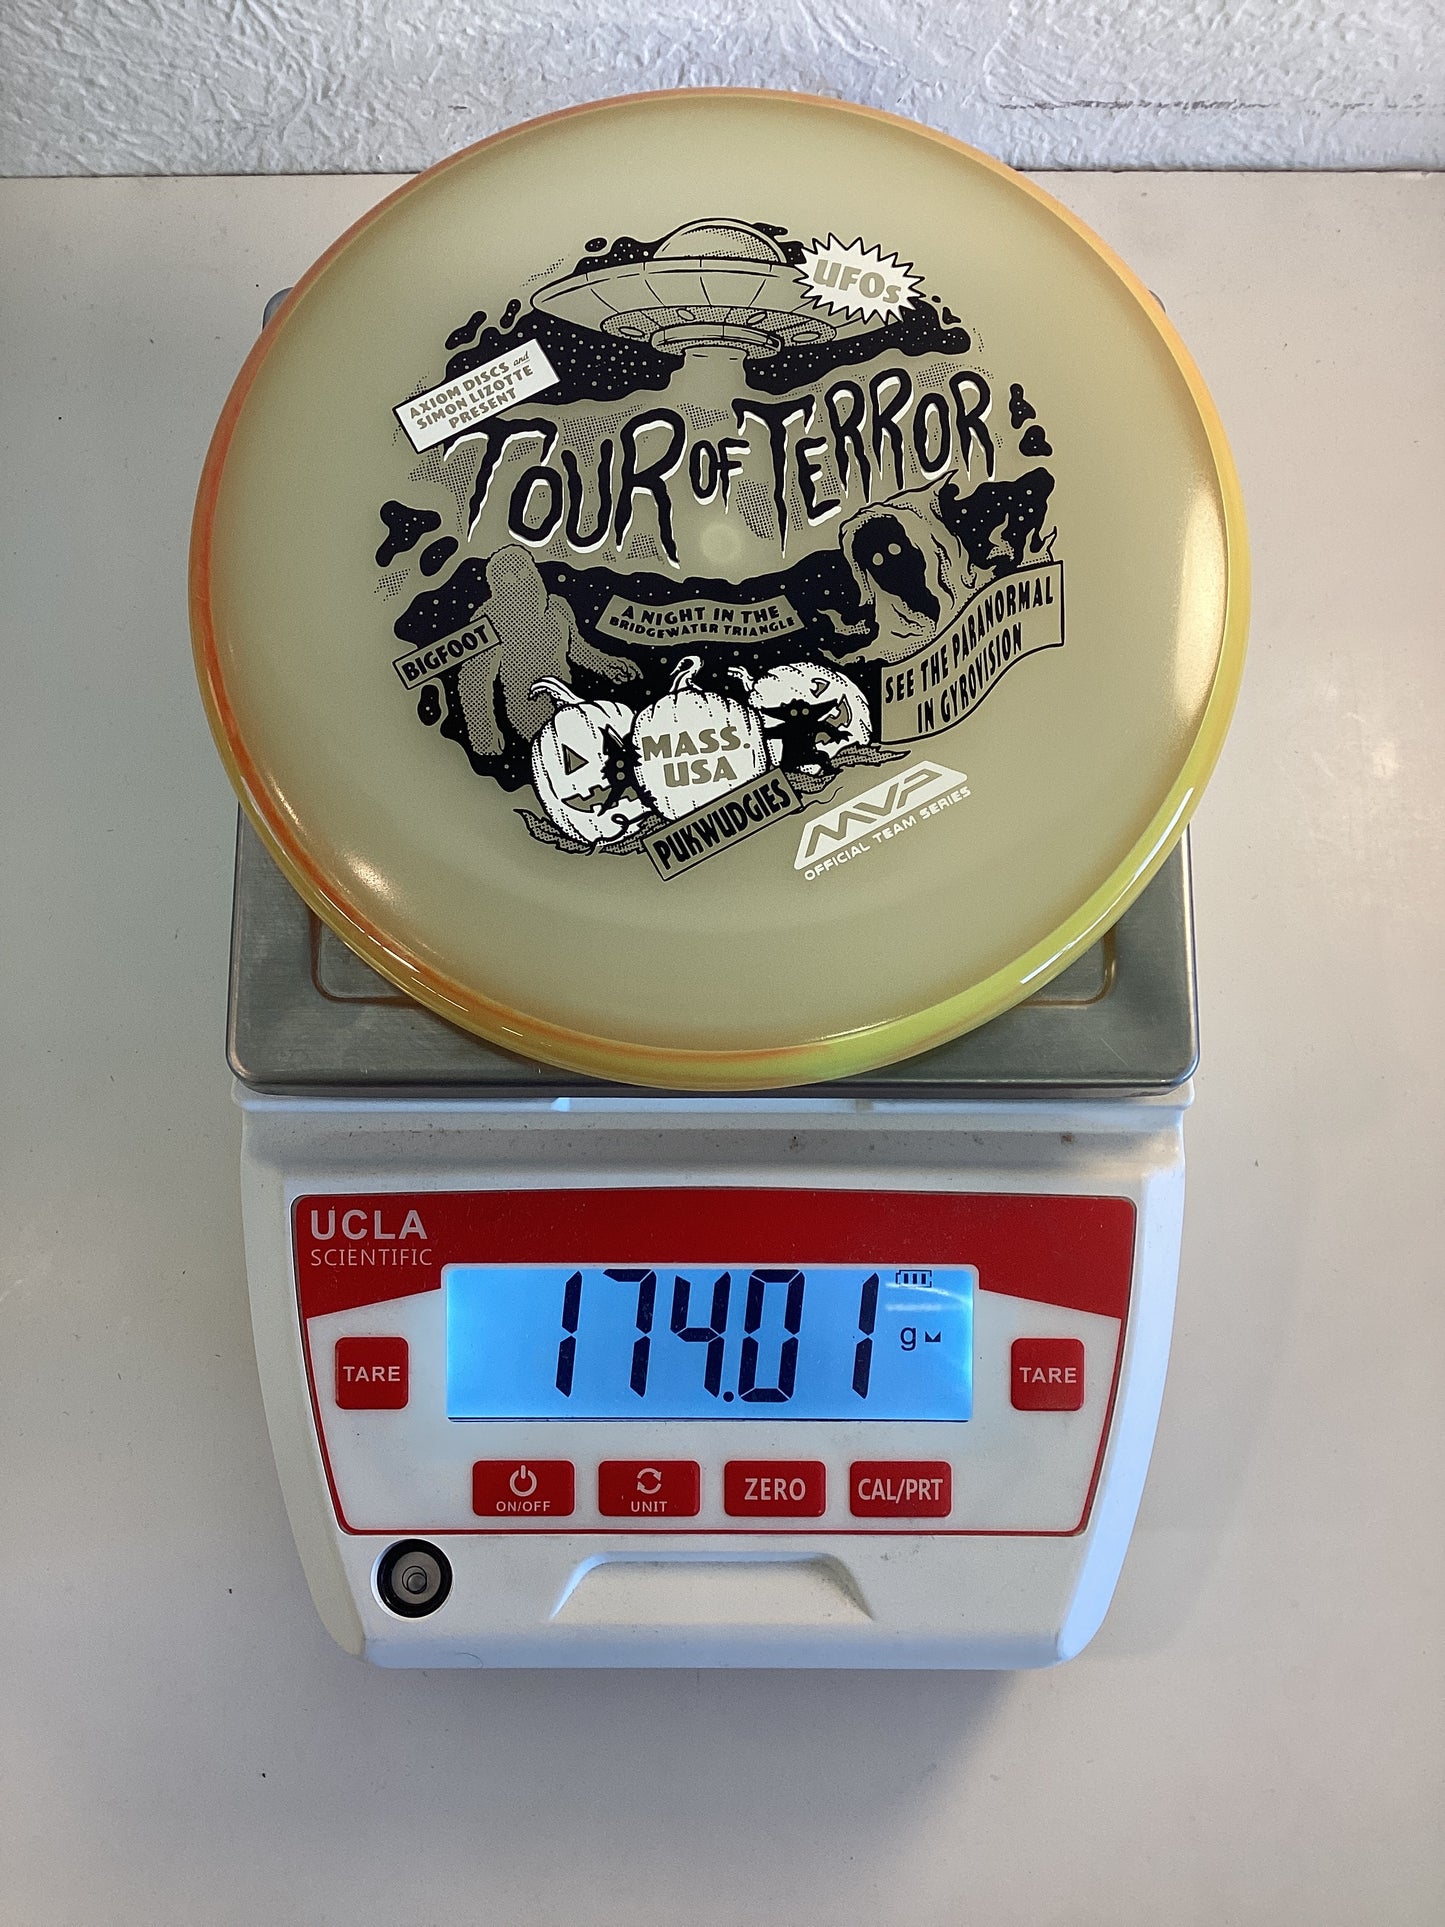 UFOs
AXIOM DISCS and
SIMON LIZOTTE
PRESENT
TOUR OF TERROR
A NIGHT IN THE
BRIDGEWATER TRIANGLE
BIGFOOT
SEE THE PARANORMAL
IN GYROVISION
MASS.
USA
PUKWUDGIES
MVP
OFFICIAL TEAM SERIES
UCLA
SCIENTIFIC
174.01
g
TARE
TARE
ON/OFF
UNIT
ZERO
CAL/PRT